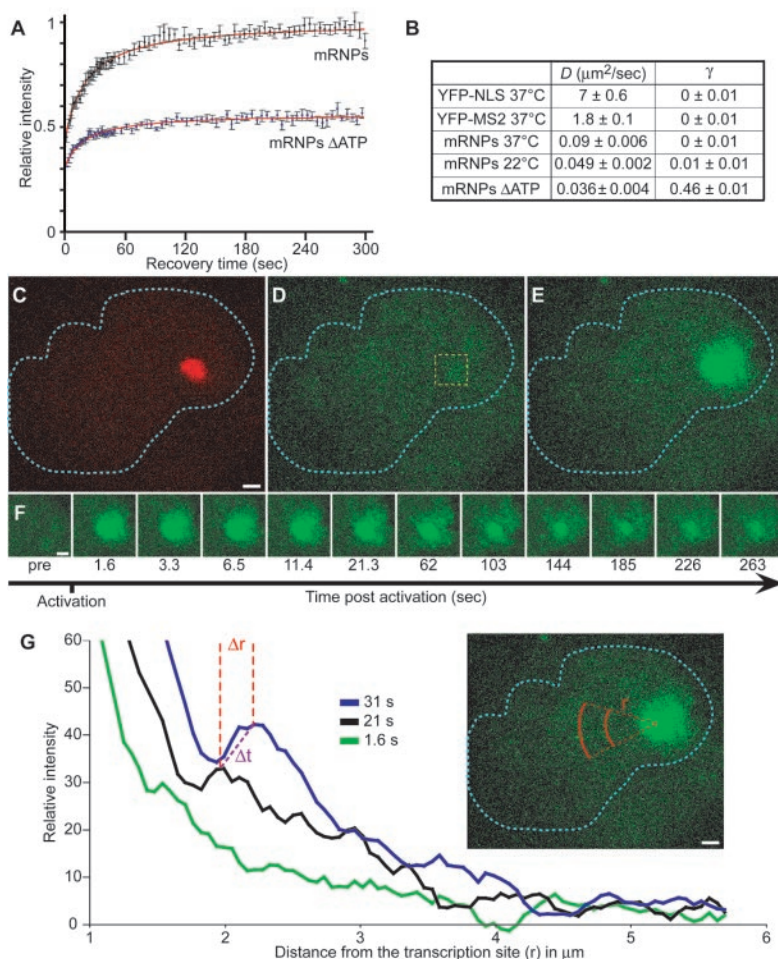 A
1
0.5
0
Relative intensity
mRNPs
mRNPs ΔATP
0 60 120 180 240 300
Recovery time (sec)
B
D (μm²/sec) γ
YFP-NLS 37°C 7 ± 0.6 0 ± 0.01
YFP-MS2 37°C 1.8 ± 0.1 0 ± 0.01
mRNPs 37°C 0.09 ± 0.006 0 ± 0.01
mRNPs 22°C 0.049 ± 0.002 0.01 ± 0.01
mRNPs ΔATP 0.036 ± 0.004 0.46 ± 0.01
C
D
E
F
pre 1.6 3.3 6.5 11.4 21.3 62 103 144 185 226 263
Activation
Time post activation (sec)
G
60
50
40
30
20
10
0
Relative intensity
Δr
Δt
31 s
21 s
1.6 s
r
1 2 3 4 5 6
Distance from the transcription site (r) in μm